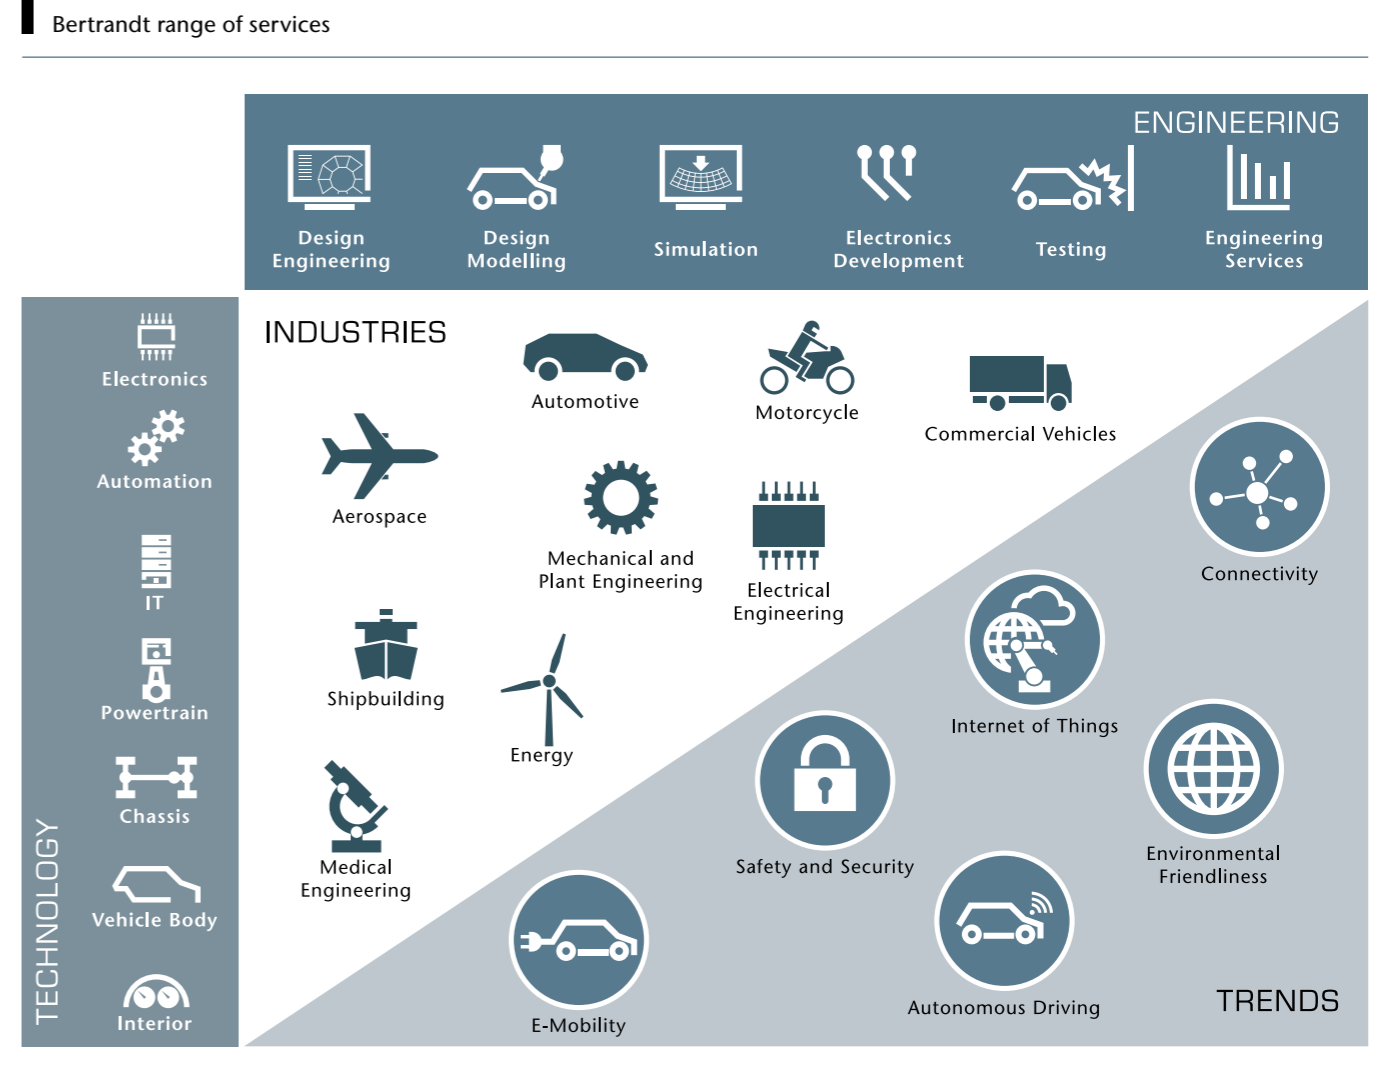 Bertrandt range of services
ENGINEERING
Design
Engineering
Design
Modelling
Simulation
Electronics
Development
Testing
Engineering
Services
TECHNOLOGY
Electronics
Automation
IT
Powertrain
Chassis
Vehicle Body
Interior
INDUSTRIES
Automotive
Motorcycle
Commercial Vehicles
Aerospace
Mechanical and
Plant Engineering
Electrical
Engineering
Shipbuilding
Energy
Medical
Engineering
Connectivity
Internet of Things
Safety and Security
Environmental
Friendliness
Autonomous Driving
E-Mobility
TRENDS